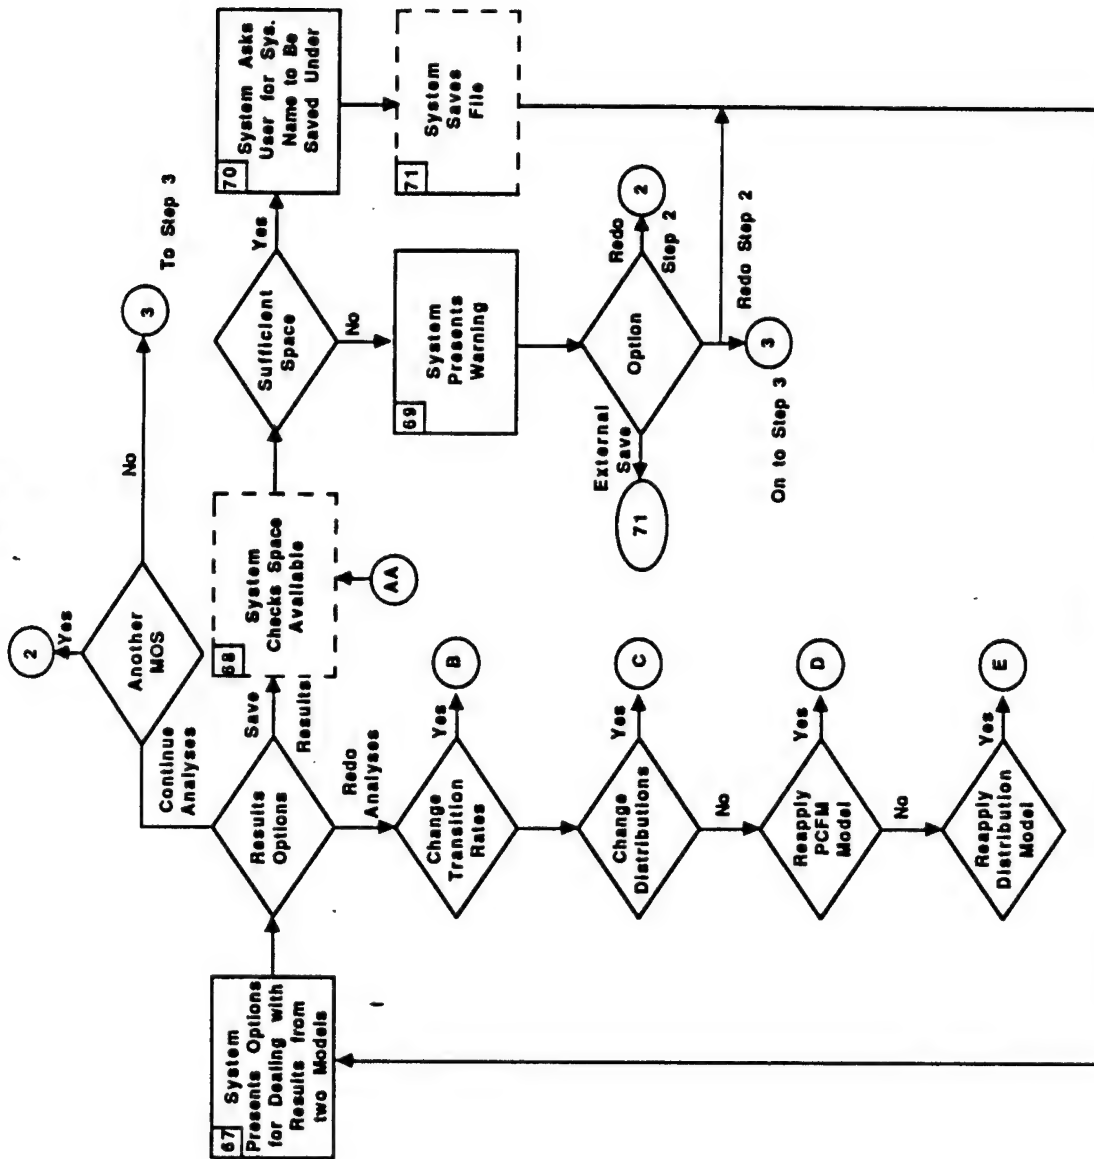 67 System
Presents Options
for Dealing with
Results from
two Models
Results
Options
Continue
Analyses
Another
MOS
Yes
2
No
3
To Step 3
Save
Results
68
System
Checks Space
Available
AA
Sufficient
Space
Yes
70
System Asks
User for Sys.
Name to Be
Saved Under
71
System
Saves
File
No
69
System
Presents
Warning
Option
External
Save
71
Redo
Step 2
2
Redo Step 2
3
On to Step 3
Redo
Analyses
Change
Transition
Rates
Yes
B
Change
Distributions
Yes
C
No
Reapply
PCFM
Model
Yes
D
No
Reapply
Distribution
Model
Yes
E